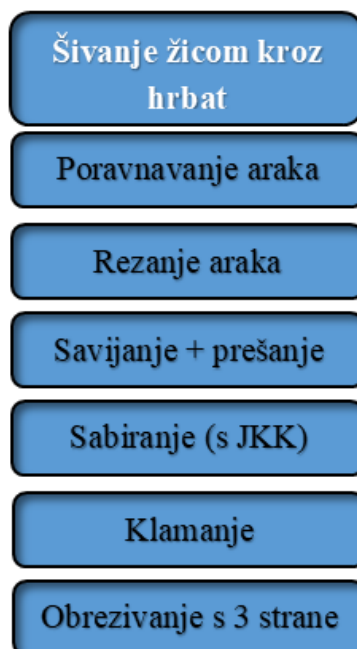 Šivanje žicom kroz
hrbat
Poravnavanje araka
Rezanje araka
Savijanje + prešanje
Sabiranje (s JKK)
Klamanje
Obrezivanje s 3 strane